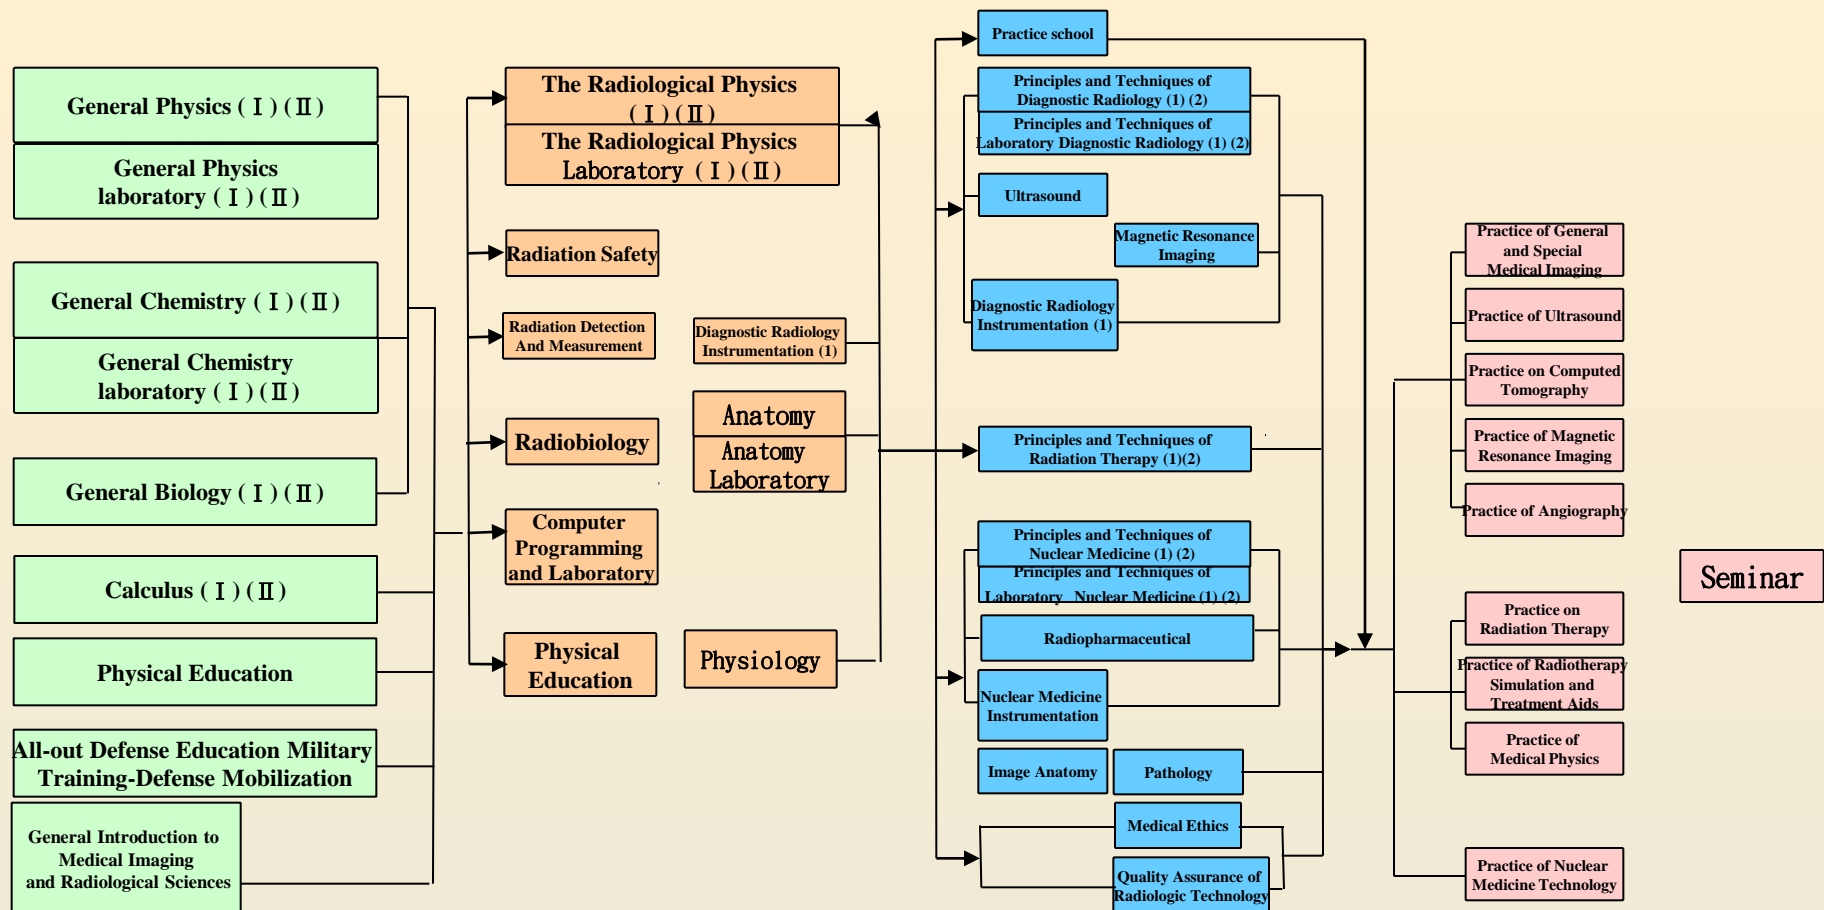 General Physics ( Ⅰ ) ( Ⅱ )
General Physics
laboratory ( Ⅰ ) ( Ⅱ )
General Chemistry ( Ⅰ ) ( Ⅱ )
General Chemistry
laboratory ( Ⅰ ) ( Ⅱ )
General Biology ( Ⅰ ) ( Ⅱ )
Calculus ( Ⅰ ) ( Ⅱ )
Physical Education
All-out Defense Education Military
Training-Defense Mobilization
General Introduction to
Medical Imaging
and Radiological Sciences
The Radiological Physics
( Ⅰ ) ( Ⅱ )
The Radiological Physics
Laboratory ( Ⅰ ) ( Ⅱ )
Radiation Safety
Radiation Detection
And Measurement
Radiobiology
Computer
Programming
and Laboratory
Physical
Education
Diagnostic Radiology
Instrumentation (1)
Anatomy
Anatomy
Laboratory
Physiology
Practice school
Principles and Techniques of
Diagnostic Radiology (1) (2)
Principles and Techniques of
Laboratory Diagnostic Radiology (1) (2)
Ultrasound
Magnetic Resonance
Imaging
Diagnostic Radiology
Instrumentation (1)
Principles and Techniques of
Radiation Therapy (1)(2)
Principles and Techniques of
Nuclear Medicine (1) (2)
Principles and Techniques of
Laboratory Nuclear Medicine (1) (2)
Radiopharmaceutical
Nuclear Medicine
Instrumentation
Image Anatomy
Pathology
Medical Ethics
Quality Assurance of
Radiologic Technology
Practice of General
and Special
Medical Imaging
Practice of Ultrasound
Practice on Computed
Tomography
Practice of Magnetic
Resonance Imaging
Practice of Angiography
Practice on
Radiation Therapy
Practice of Radiotherapy
Simulation and
Treatment Aids
Practice of
Medical Physics
Practice of Nuclear
Medicine Technology
Seminar